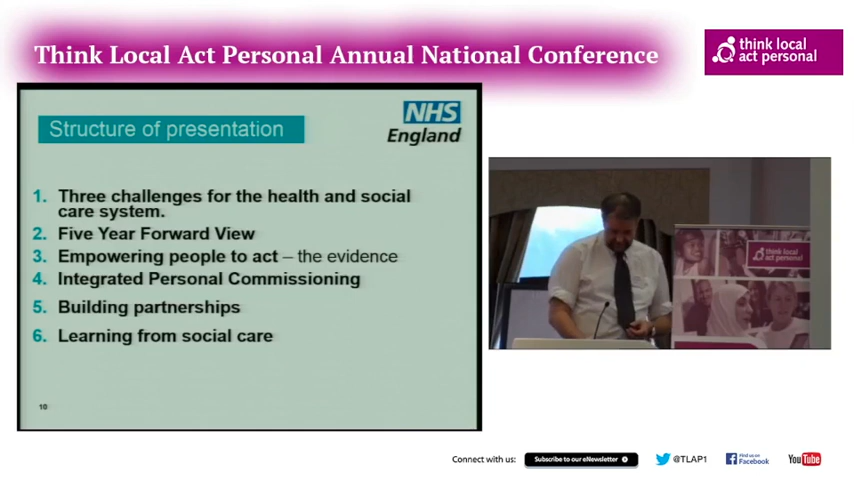 Think Local Act Personal Annual National Conference
think local
act personal
Structure of presentation
NHS
England
1. Three challenges for the health and social
care system.
2. Five Year Forward View
3. Empowering people to act – the evidence
4. Integrated Personal Commissioning
5. Building partnerships
6. Learning from social care
10
think local
act personal
Connect with us:
Subscribe to our eNewsletter
@TLAP1
Find us on
Facebook
YouTube